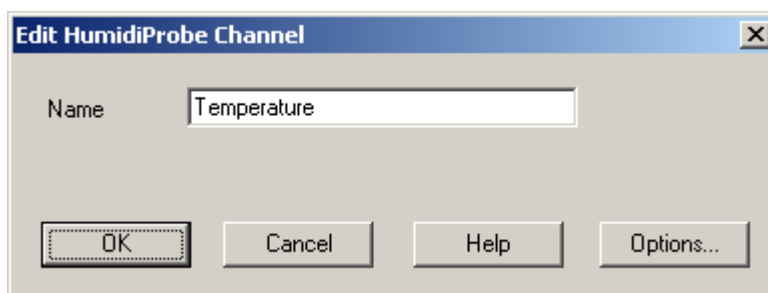 Edit HumidiProbe Channel
Name Temperature
OK Cancel Help Options...